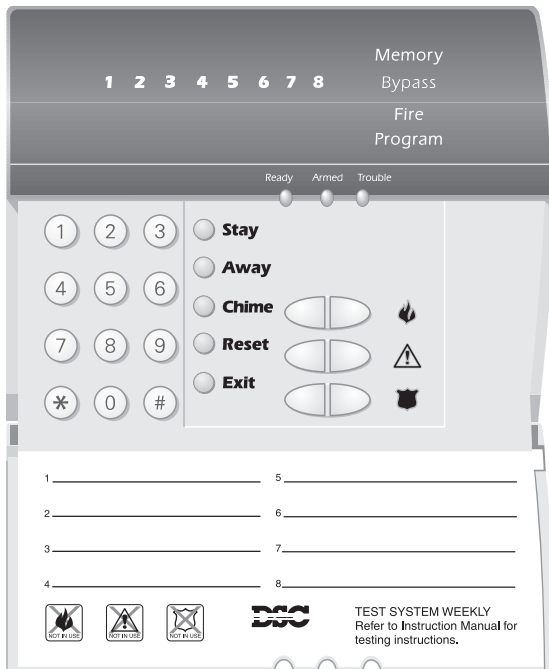 Memory
1 2 3 4 5 6 7 8 Bypass
Fire
Program
Ready Armed Trouble
1 2 3
4 5 6
7 8 9
* 0 #
Stay
Away
Chime
Reset
Exit
1
2
3
4
5
6
7
8
NOT IN USE
NOT IN USE
NOT IN USE
DSC
TEST SYSTEM WEEKLY
Refer to Instruction Manual for
testing instructions.